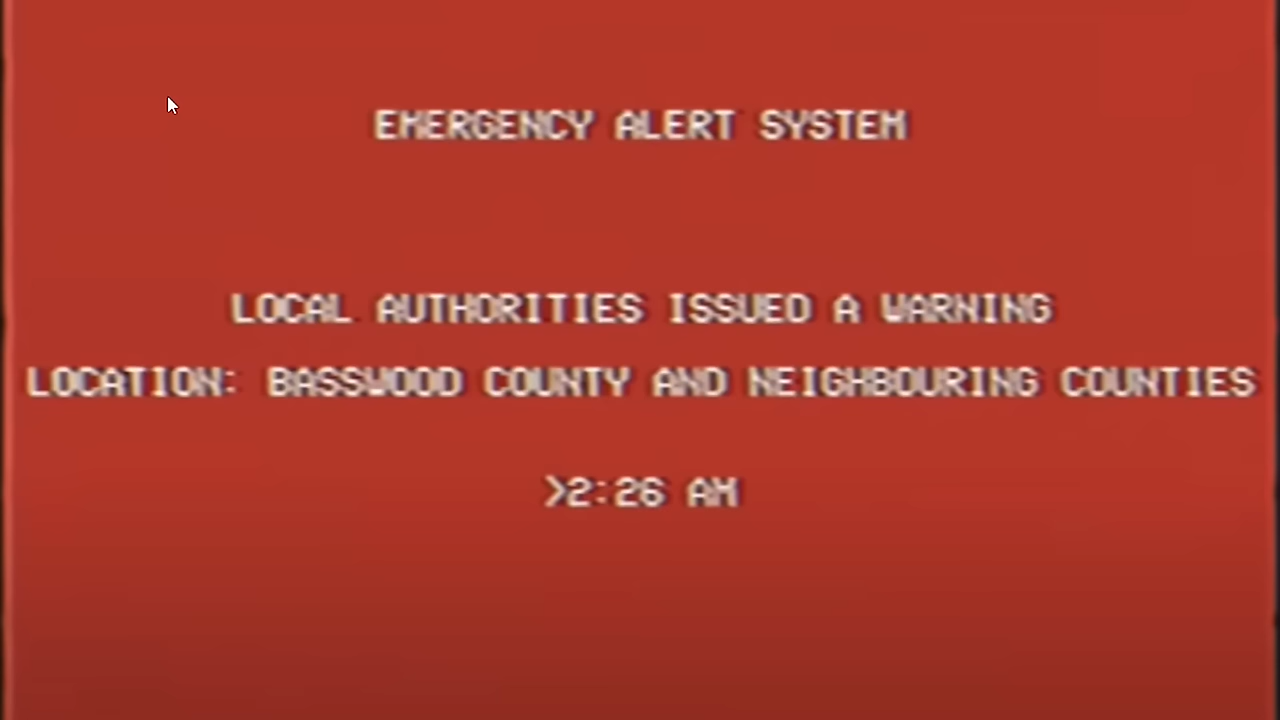 EMERGENCY ALERT SYSTEM
LOCAL AUTHORITIES ISSUED A WARNING
LOCATION: BASSWOOD COUNTY AND NEIGHBOURING COUNTIES
>2:26 AM